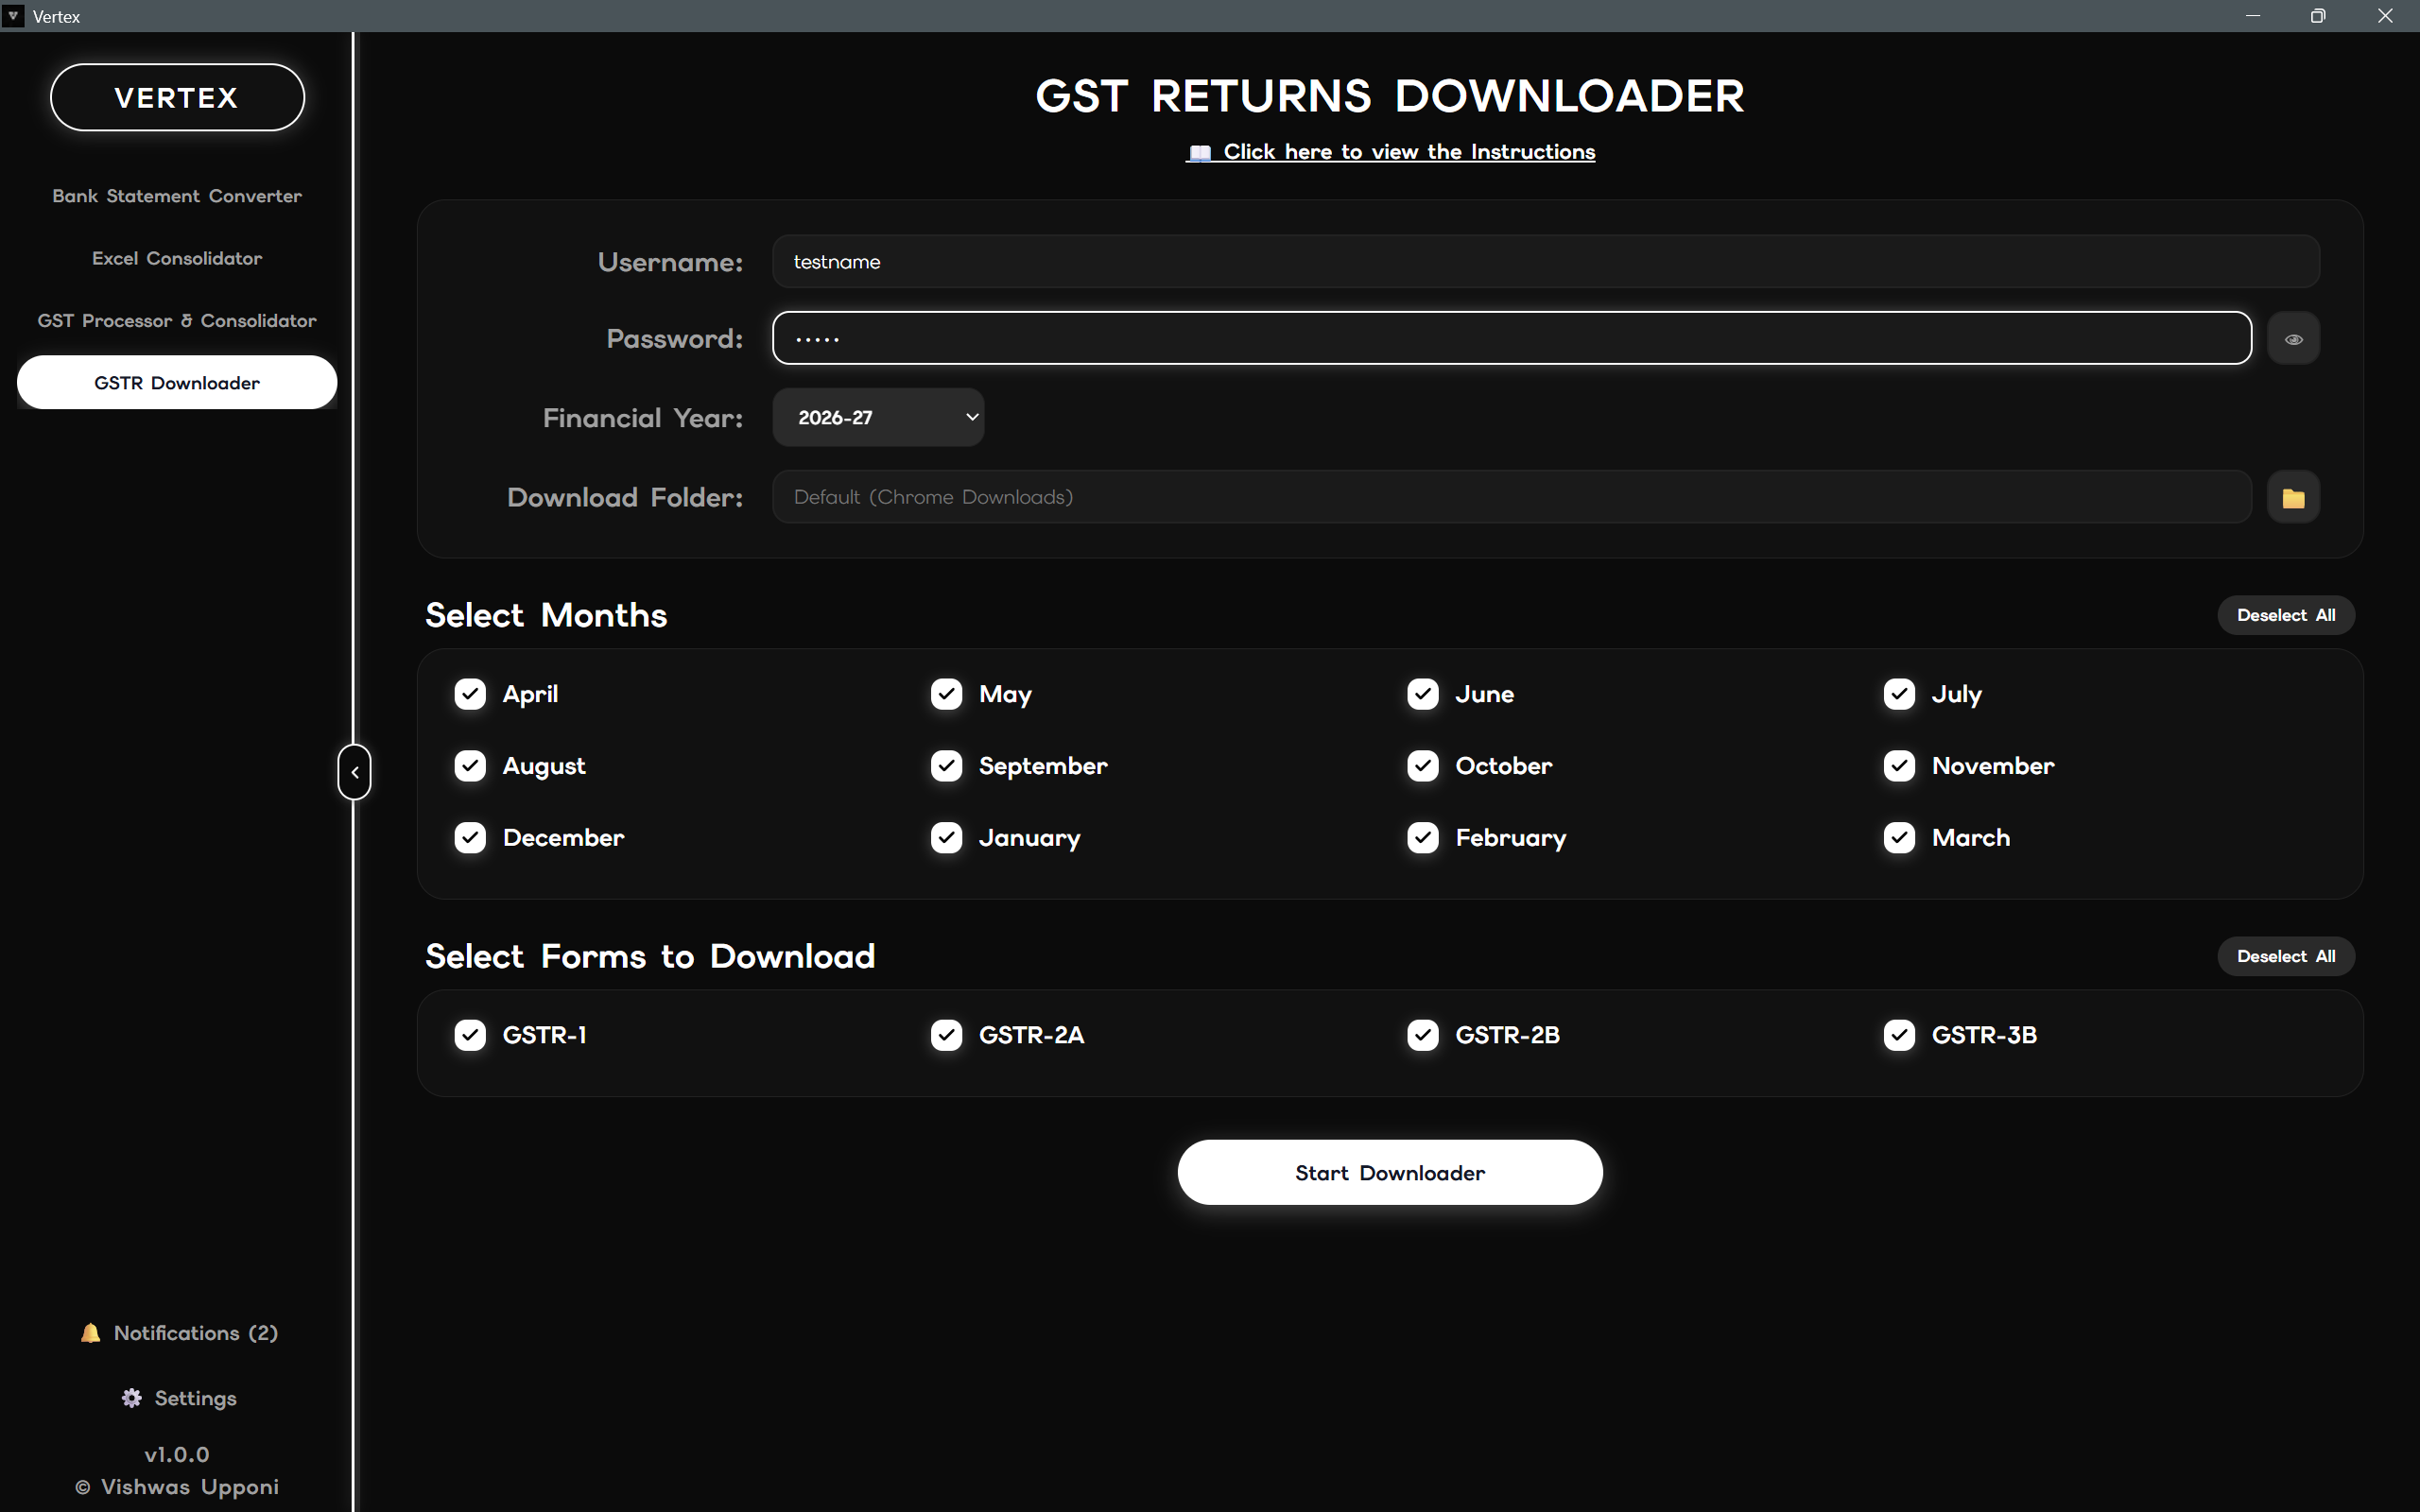 Vertex
VERTEX
Bank Statement Converter
Excel Consolidator
GST Processor & Consolidator
GSTR Downloader
Notifications (2)
Settings
v1.0.0
© Vishwas Upponi
GST RETURNS DOWNLOADER
Click here to view the Instructions
Username: testname
Password: •••••
Financial Year: 2026-27
Download Folder: Default (Chrome Downloads)
Select Months Deselect All
April May June July
August September October November
December January February March
Select Forms to Download Deselect All
GSTR-1 GSTR-2A GSTR-2B GSTR-3B
Start Downloader